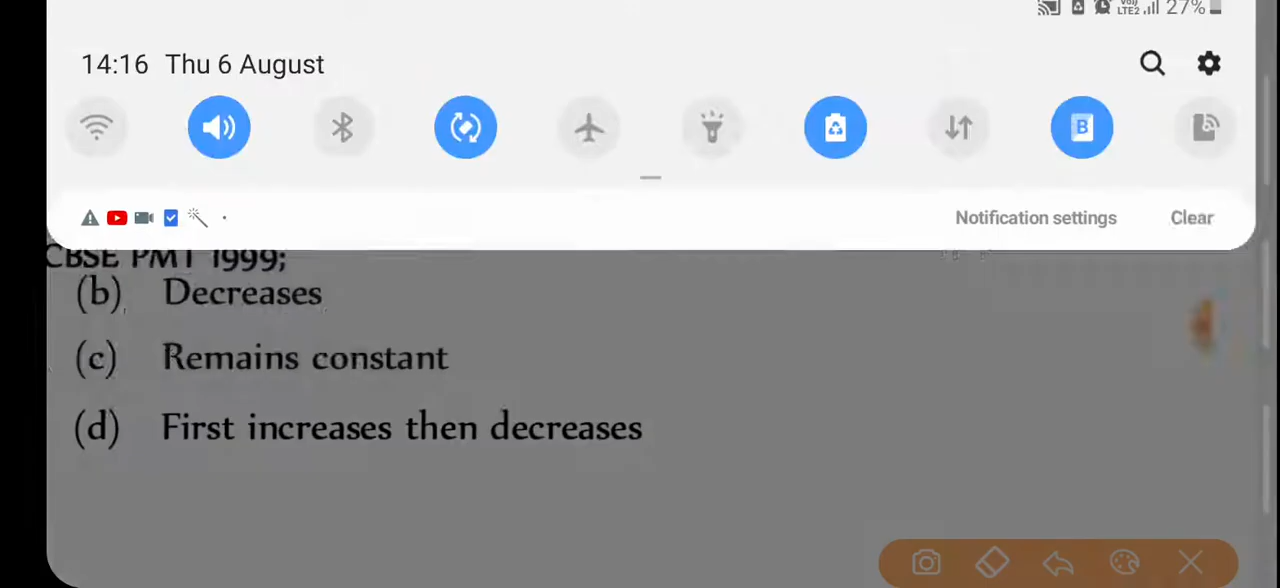 VoLTE2 27%
14:16 Thu 6 August
B
Notification settings Clear
CBSE PMT 1999;
(b) Decreases
(c) Remains constant
(d) First increases then decreases